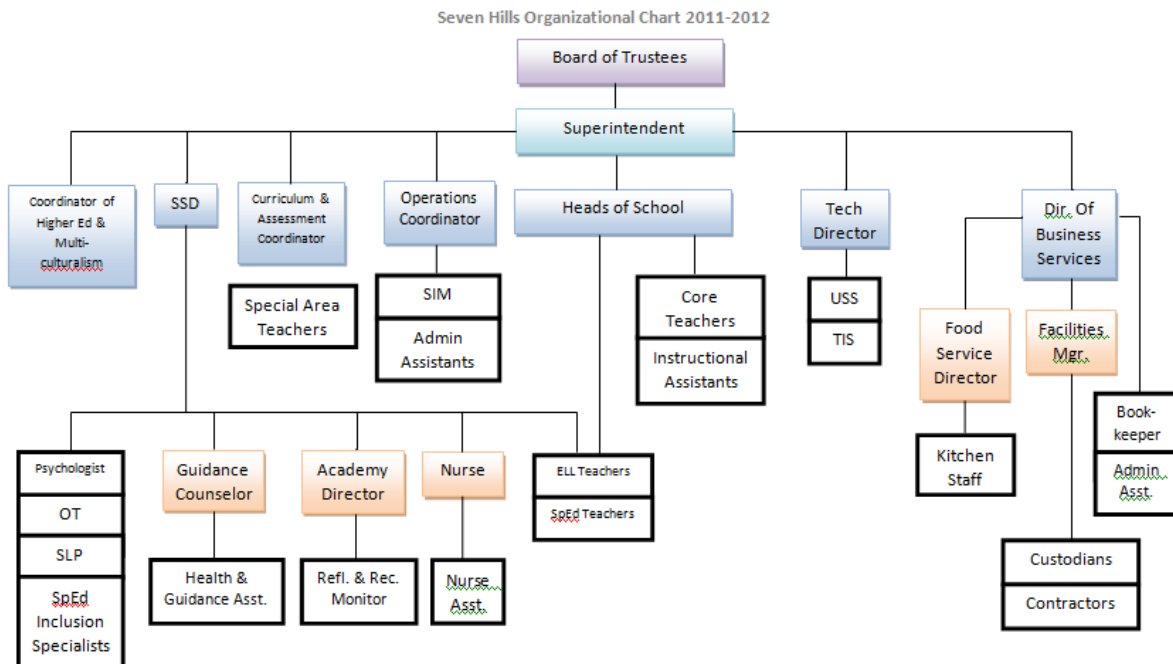 Seven Hills Organizational Chart 2011-2012
Board of Trustees
Superintendent
Coordinator of
Higher Ed &
Multi-
culturalism
SSD
Curriculum &
Assessment
Coordinator
Operations
Coordinator
Heads of School
Tech
Director
Dir. Of
Business
Services
Special Area
Teachers
SIM
Admin
Assistants
Core
Teachers
Instructional
Assistants
USS
TIS
Food
Service
Director
Facilities
Mgr.
Book-
keeper
Admin
Asst.
Kitchen
Staff
Custodians
Contractors
Psychologist
OT
SLP
SpEd
Inclusion
Specialists
Guidance
Counselor
Academy
Director
Nurse
ELL Teachers
SpEd Teachers
Health &
Guidance Asst.
Refl. & Rec.
Monitor
Nurse
Asst.